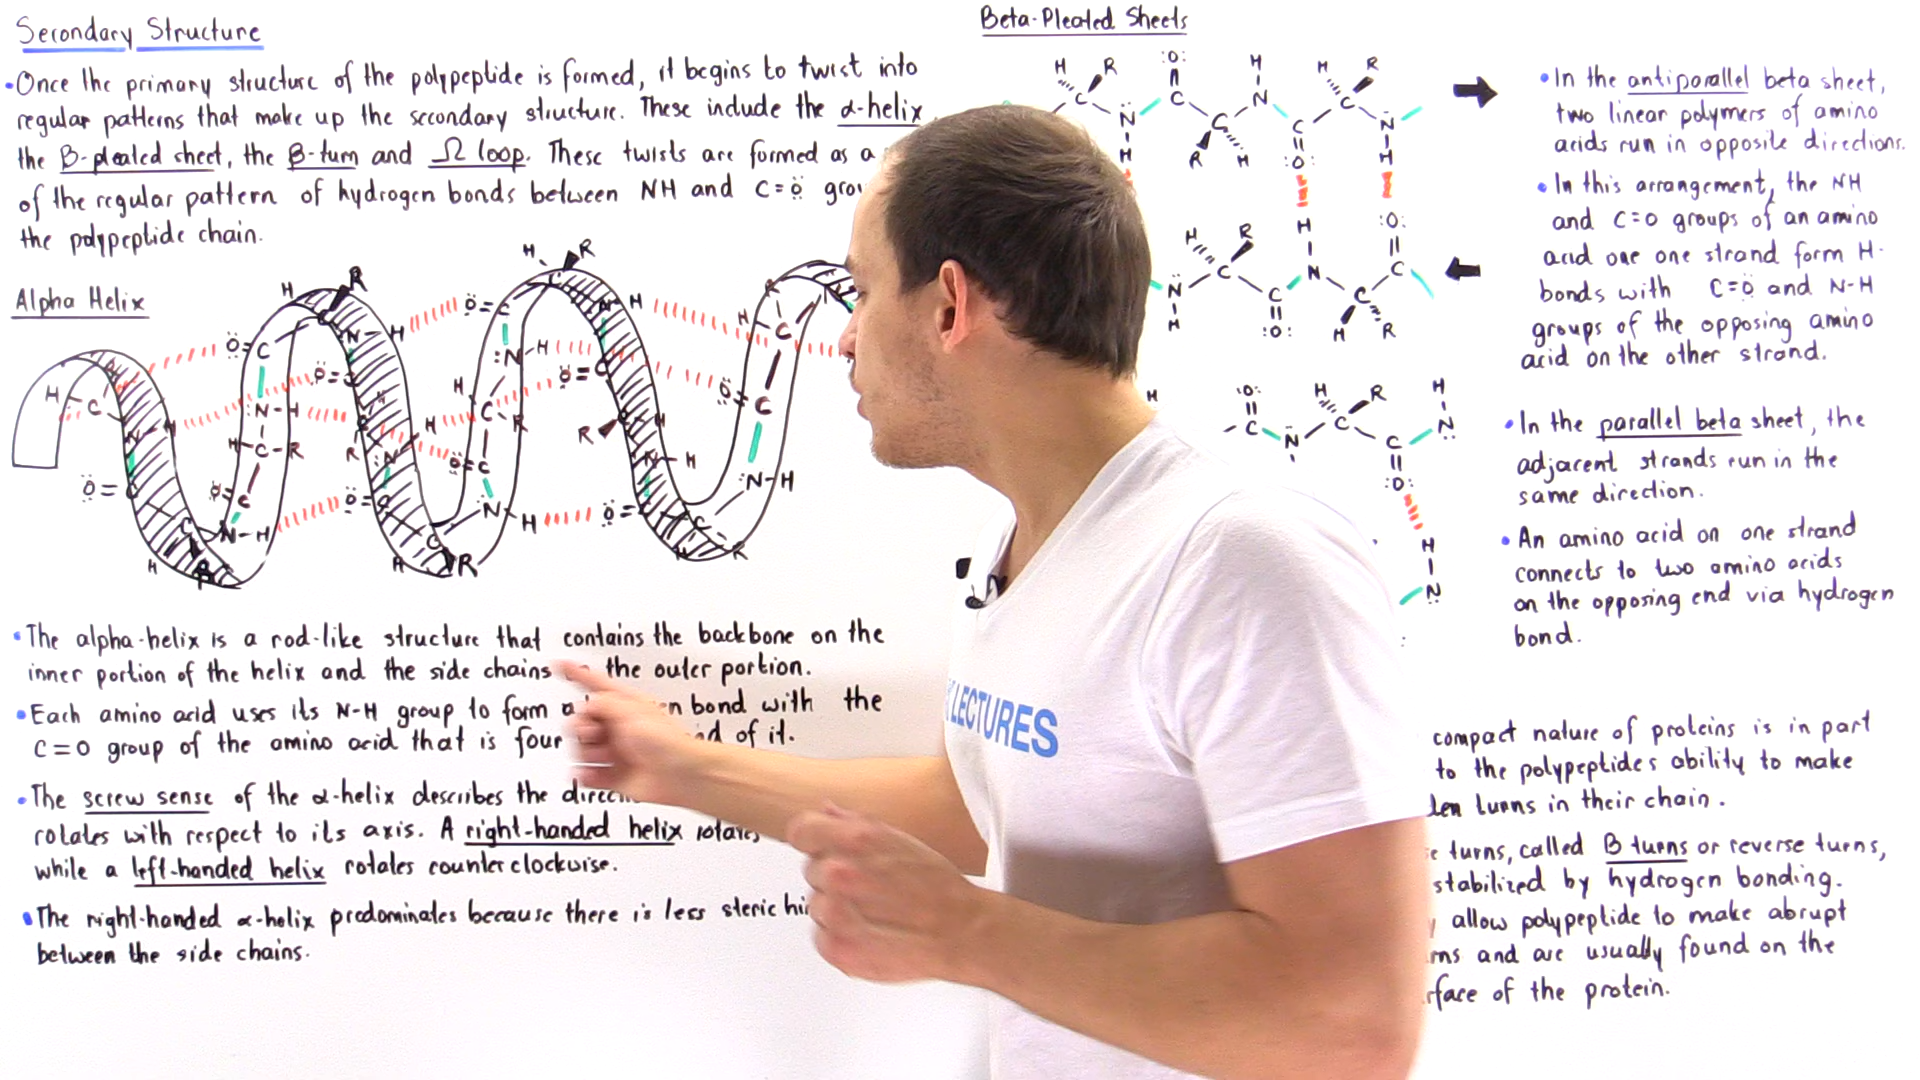 Secondary Structure
•Once the primary structure of the polypeptide is formed, it begins to twist into
regular patterns that make up the secondary structure. These include the α-helix
the β-pleated sheet, the β-turn and Ω loop. These twists are formed as a
of the regular pattern of hydrogen bonds between NH and C=O
the polypeptide chain.
Alpha Helix
•The alpha-helix is a rod-like structure that contains the backbone on the
inner portion of the helix and the side chains the outer portion.
•Each amino acid uses its N-H group to form a bond with the
C=O group of the amino acid that is four of it.
•The screw sense of the α-helix describes the
rotates with respect to its axis. A right-handed helix rotates
while a left-handed helix rotates counterclockwise.
•The right-handed α-helix predominates because there is less steric
between the side chains.
Beta-Pleated Sheets
•In the antiparallel beta sheet,
two linear polymers of amino
acids run in opposite directions.
•In this arrangement, the NH
and C=O groups of an amino
acid one one strand form H-
bonds with C=O and N-H
groups of the opposing amino
acid on the other strand.
•In the parallel beta sheet, the
adjacent strands run in the
same direction.
•An amino acid on one strand
connects to two amino acids
on the opposing end via hydrogen
bond.
compact nature of proteins is in part
to the polypeptides ability to make
turns in their chain.
turns, called β turns or reverse turns,
stabilized by hydrogen bonding.
allow polypeptide to make abrupt
and are usually found on the
of the protein.
LECTURES